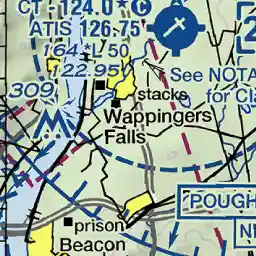 CT - 124.0 C
ATIS 126.75
164 *L 50
122.95
See NOTA
for Cla
stacks
309
Wappingers
Falls
POUGH
prison
Beacon